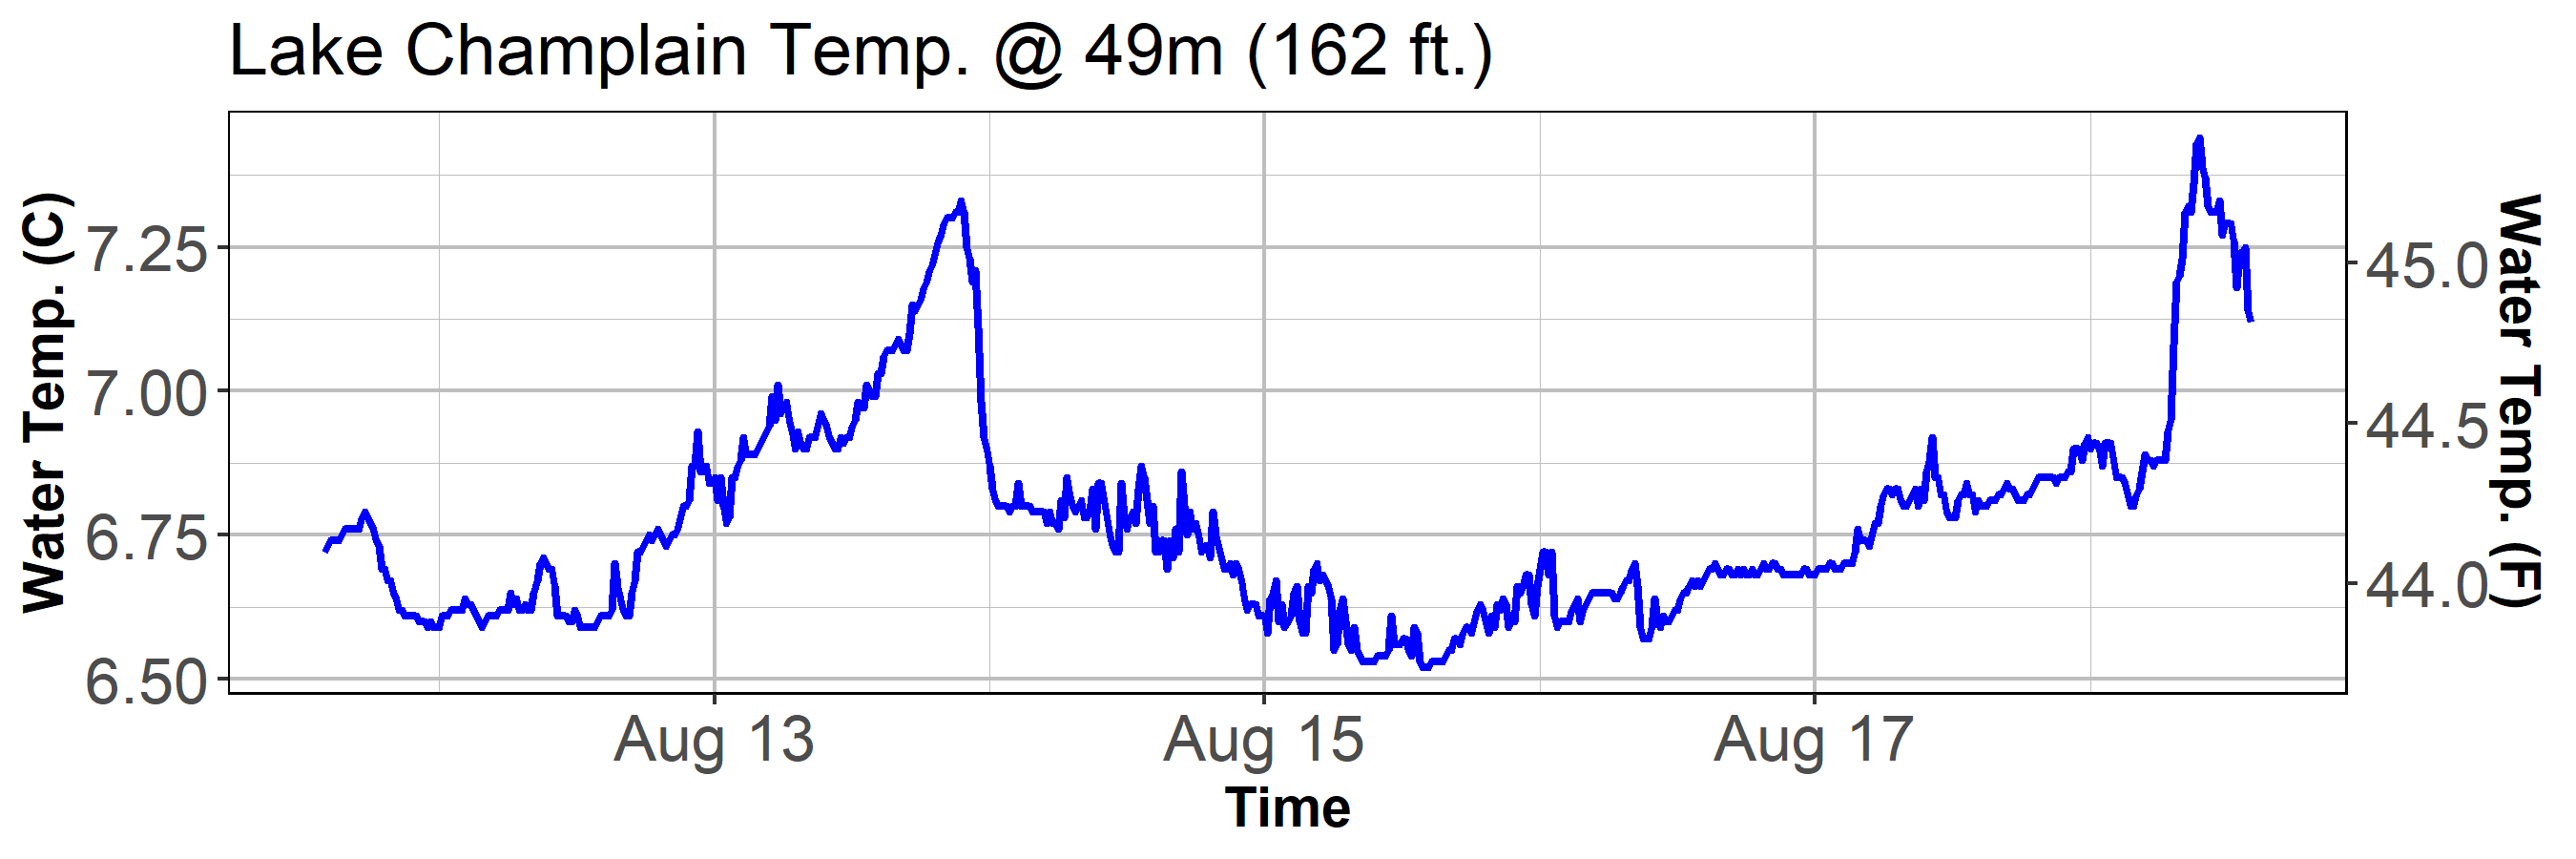 Lake Champlain Temp. @ 49m (162 ft.)
Water Temp. (C)
7.25
7.00
6.75
6.50
45.0
44.5
44.0
Water Temp. (F)
Aug 13
Aug 15
Aug 17
Time